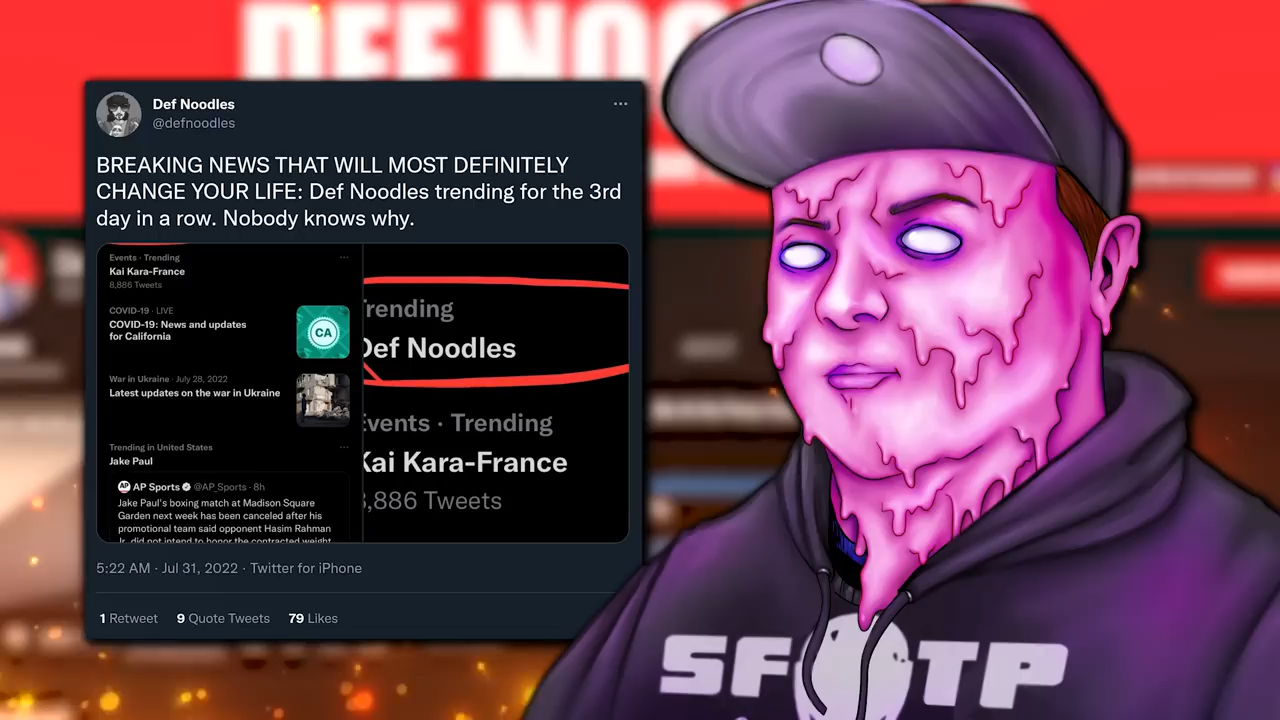 DEF NOO
Def Noodles
@defnoodles
BREAKING NEWS THAT WILL MOST DEFINITELY
CHANGE YOUR LIFE: Def Noodles trending for the 3rd
day in a row. Nobody knows why.
Events · Trending
Kai Kara-France
8,886 Tweets
COVID-19 · LIVE
COVID-19: News and updates
for California
CA
War in Ukraine · July 28, 2022
Latest updates on the war in Ukraine
Trending in United States
Jake Paul
AP AP Sports @AP_Sports · 8h
Jake Paul's boxing match at Madison Square
Garden next week has been canceled after his
promotional team said opponent Hasim Rahman
Jr. did not intend to honor the contracted weight
Trending
Def Noodles
Events · Trending
Kai Kara-France
8,886 Tweets
5:22 AM · Jul 31, 2022 · Twitter for iPhone
1 Retweet 9 Quote Tweets 79 Likes
SF TP